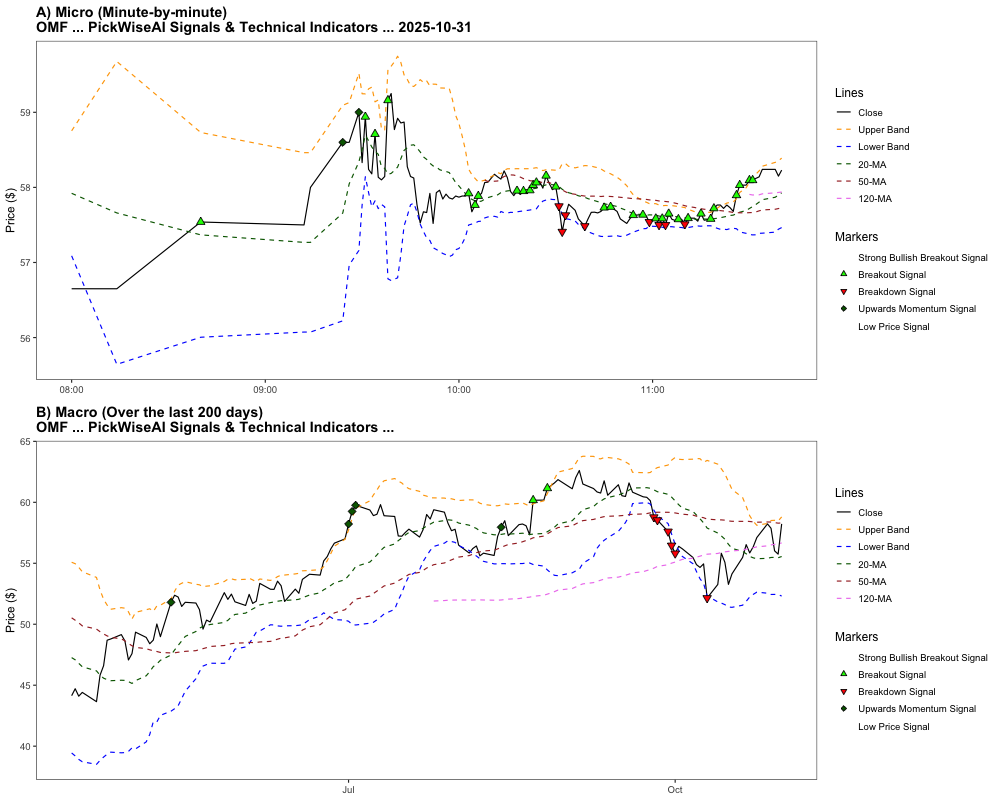 A) Micro (Minute-by-minute)
OMF ... PickWiseAI Signals & Technical Indicators ... 2025-10-31
Price ($)
59
58
57
56
08:00
09:00
10:00
11:00
Lines
Close
Upper Band
Lower Band
20-MA
50-MA
120-MA
Markers
Strong Bullish Breakout Signal
Breakout Signal
Breakdown Signal
Upwards Momentum Signal
Low Price Signal
B) Macro (Over the last 200 days)
OMF ... PickWiseAI Signals & Technical Indicators ...
Price ($)
65
60
55
50
45
40
Jul
Oct
Lines
Close
Upper Band
Lower Band
20-MA
50-MA
120-MA
Markers
Strong Bullish Breakout Signal
Breakout Signal
Breakdown Signal
Upwards Momentum Signal
Low Price Signal